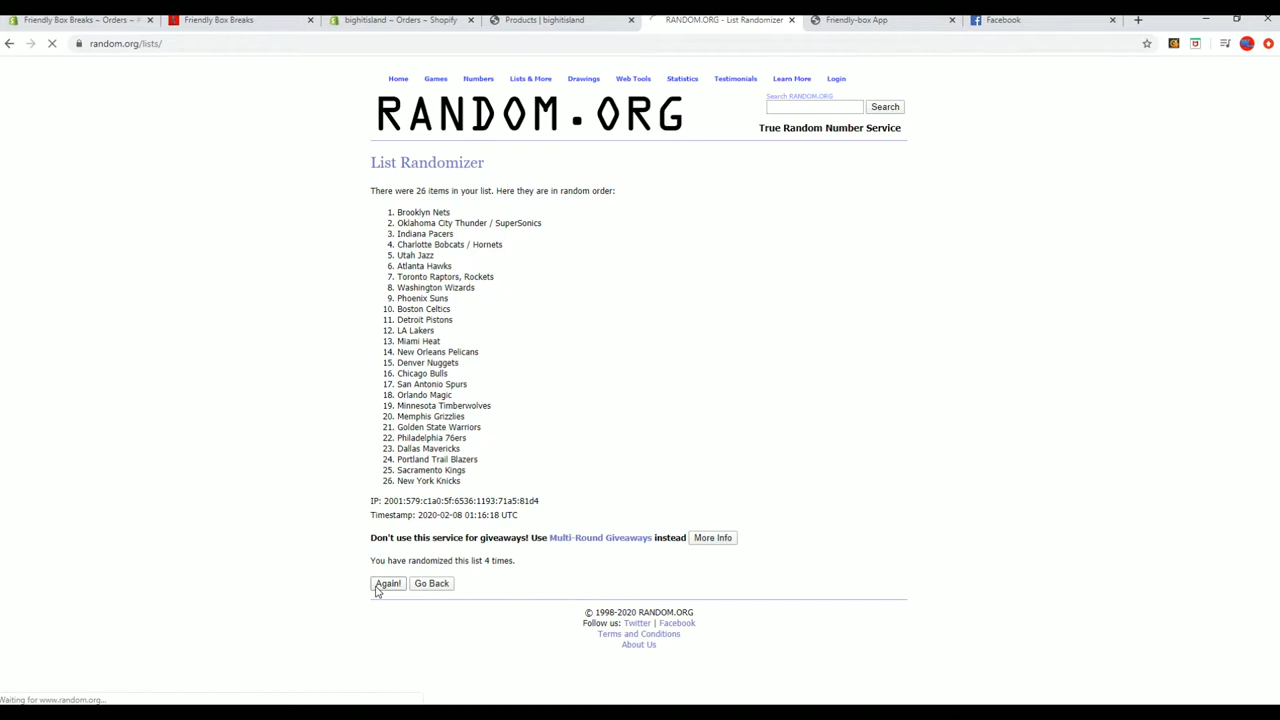 Friendly Box Breaks ~ Orders ~
Friendly Box Breaks
bighitisland ~ Orders ~ Shopify
Products | bighitisland
RANDOM.ORG - List Randomizer
Friendly-box App
Facebook
random.org/lists/
Home Games Numbers Lists & More Drawings Web Tools Statistics Testimonials Learn More Login
RANDOM.ORG
Search RANDOM.ORG
Search
True Random Number Service
List Randomizer
There were 26 items in your list. Here they are in random order:
1. Brooklyn Nets
2. Oklahoma City Thunder / SuperSonics
3. Indiana Pacers
4. Charlotte Bobcats / Hornets
5. Utah Jazz
6. Atlanta Hawks
7. Toronto Raptors, Rockets
8. Washington Wizards
9. Phoenix Suns
10. Boston Celtics
11. Detroit Pistons
12. LA Lakers
13. Miami Heat
14. New Orleans Pelicans
15. Denver Nuggets
16. Chicago Bulls
17. San Antonio Spurs
18. Orlando Magic
19. Minnesota Timberwolves
20. Memphis Grizzlies
21. Golden State Warriors
22. Philadelphia 76ers
23. Dallas Mavericks
24. Portland Trail Blazers
25. Sacramento Kings
26. New York Knicks
IP: 2001:579:c1a0:5f:6536:1193:71a5:81d4
Timestamp: 2020-02-08 01:16:18 UTC
Don't use this service for giveaways! Use Multi-Round Giveaways instead More Info
You have randomized this list 4 times.
Again! Go Back
© 1998-2020 RANDOM.ORG
Follow us: Twitter | Facebook
Terms and Conditions
About Us
Waiting for www.random.org...